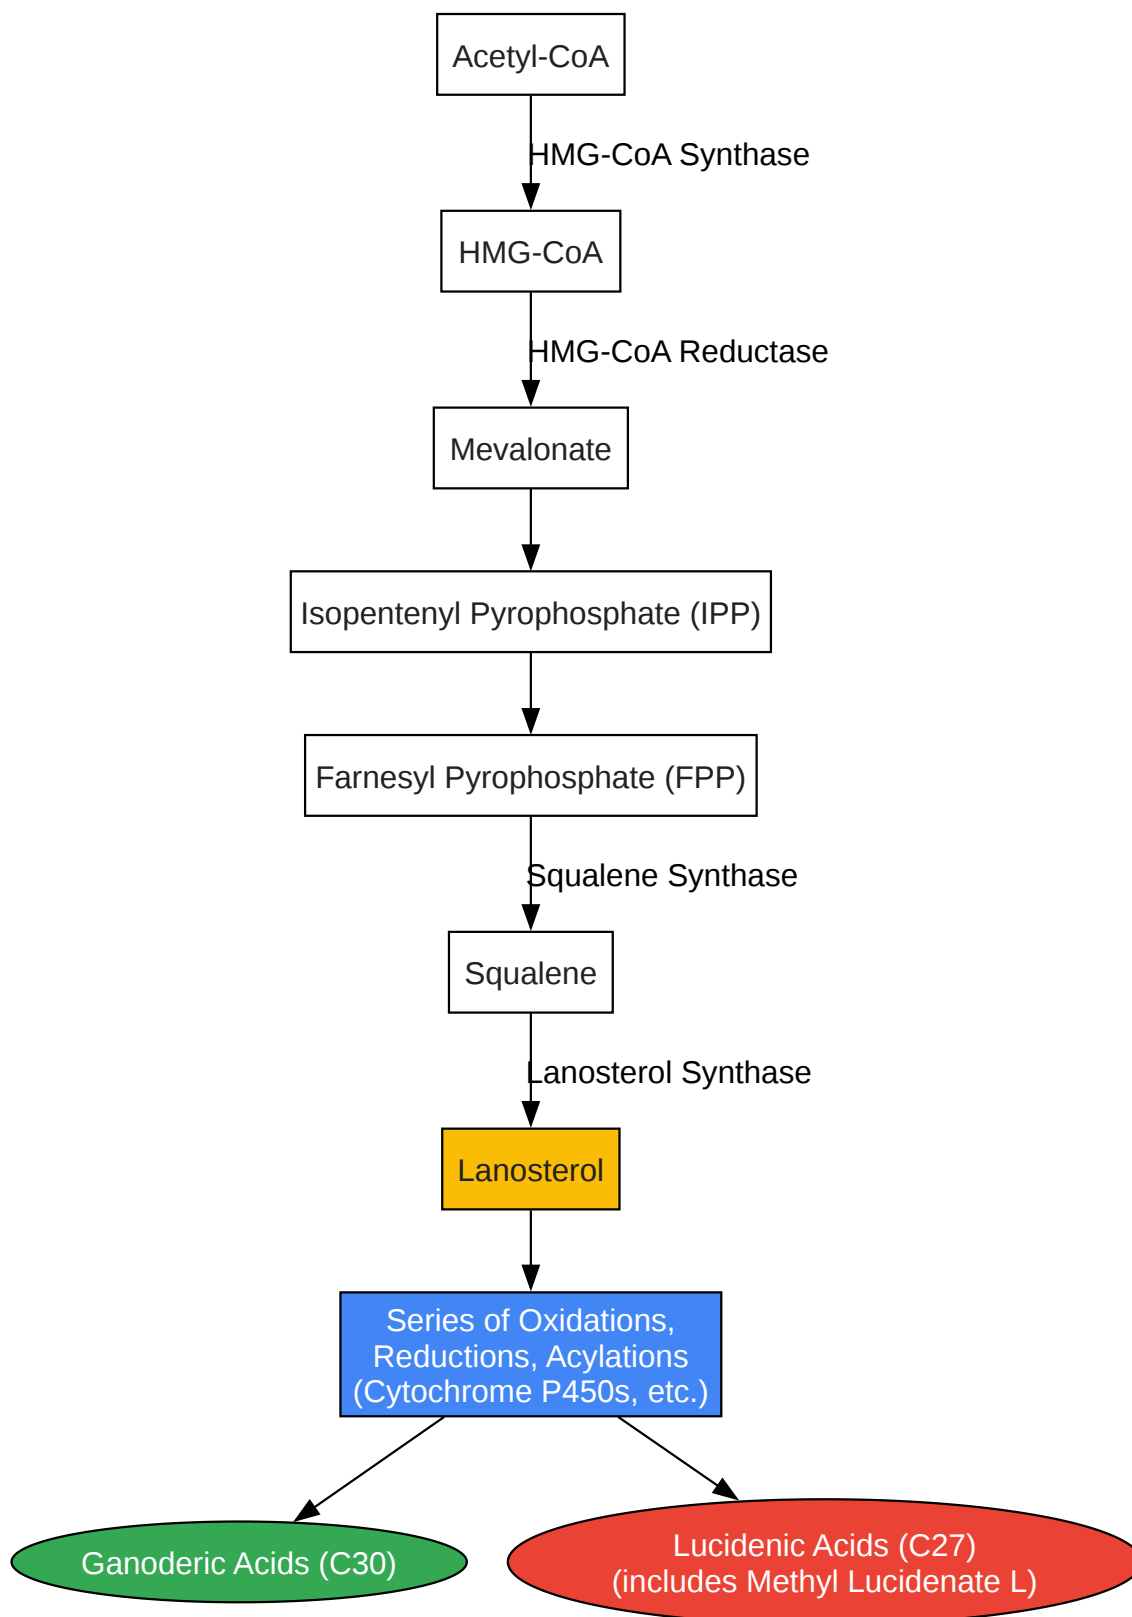 Acetyl-CoA
HMG-CoA Synthase
HMG-CoA
HMG-CoA Reductase
Mevalonate
Isopentenyl Pyrophosphate (IPP)
Farnesyl Pyrophosphate (FPP)
Squalene Synthase
Squalene
Lanosterol Synthase
Lanosterol
Series of Oxidations,
Reductions, Acylations
(Cytochrome P450s, etc.)
Ganoderic Acids (C30)
Lucidenic Acids (C27)
(includes Methyl Lucidenate L)